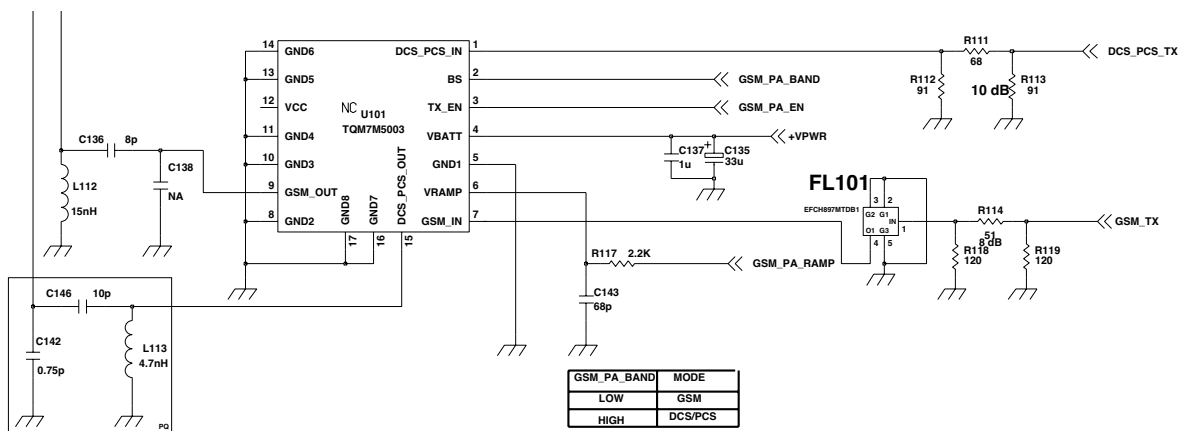 14 GND6 DCS_PCS_IN 1
R111
68
DCS_PCS_TX
13 GND5 BS 2
GSM_PA_BAND
R112
91
10 dB
R113
91
12 VCC NC U101 TX_EN 3
TQM7M5003
GSM_PA_EN
11 GND4 VBATT 4
+VPWR
C136 8p
C138
NA
C137
1u
+
C135
33u
10 GND3 GND1 5
L112
15nH
9 GSM_OUT VRAMP 6
8 GND2 GSM_IN 7
GND8 GND7 DCS_PCS_OUT
17 16 15
FL101
EFCH897MTDB1
3 2
G2 G1
IN 1
O1 G3
4 5
R114
51
8 dB
GSM_TX
R118
120
R119
120
R117 2.2K
GSM_PA_RAMP
C143
68p
C146 10p
C142
0.75p
L113
4.7nH
PQ
GSM_PA_BAND MODE
LOW GSM
HIGH DCS/PCS